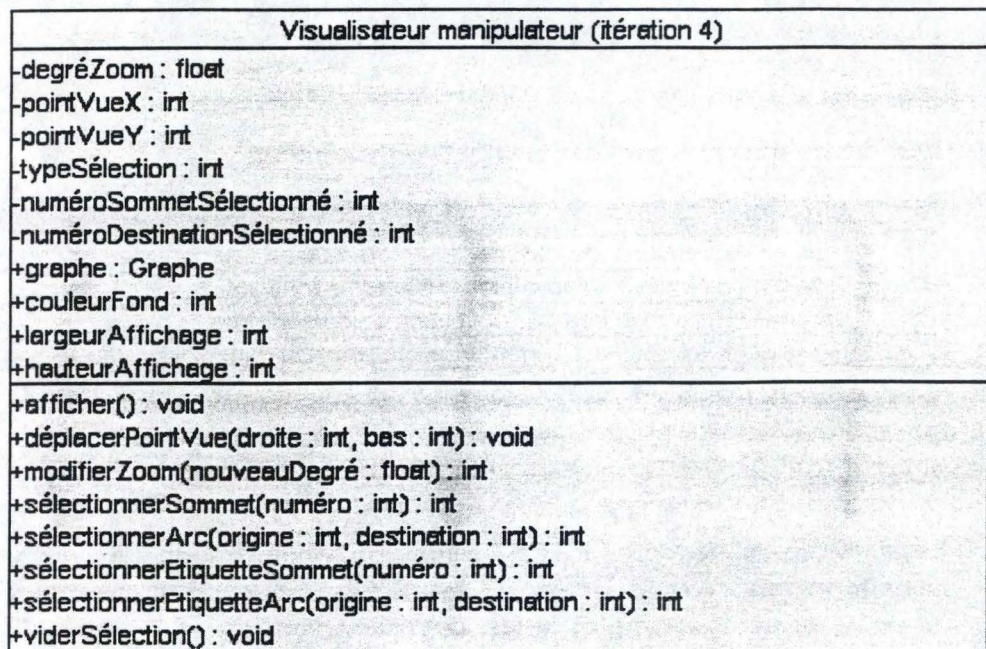 Visualisateur manipulateur (itération 4)
-degréZoom : float
-pointVueX : int
-pointVueY : int
-typeSélection : int
-numéroSommetSélectionné : int
-numéroDestinationSélectionné : int
+graphe : Graphe
+couleurFond : int
+largeurAffichage : int
+hauteurAffichage : int
+afficher() : void
+déplacerPointVue(droite : int, bas : int) : void
+modifierZoom(nouveauDegré : float) : int
+sélectionnerSommet(numéro : int) : int
+sélectionnerArc(origine : int, destination : int) : int
+sélectionnerEtiquetteSommet(numéro : int) : int
+sélectionnerEtiquetteArc(origine : int, destination : int) : int
+viderSélection() : void